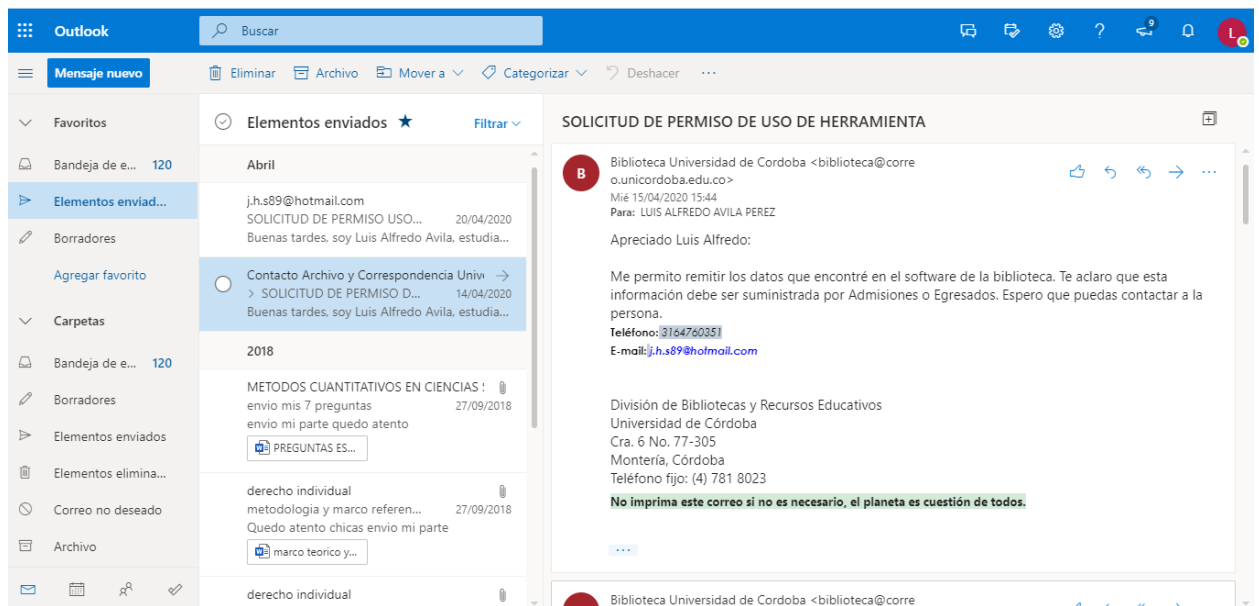 Outlook
Buscar
9
L
Mensaje nuevo
Eliminar
Archivo
Mover a
Categorizar
Deshacer
...
Favoritos
Bandeja de e... 120
Elementos enviad...
Borradores
Agregar favorito
Carpetas
Bandeja de e... 120
Borradores
Elementos enviados
Elementos elimina...
Correo no deseado
Archivo
Elementos enviados ★ Filtrar
Abril
j.h.s89@hotmail.com
SOLICITUD DE PERMISO USO... 20/04/2020
Buenas tardes, soy Luis Alfredo Avila, estudia...
Contacto Archivo y Correspondencia Unive
> SOLICITUD DE PERMISO D... 14/04/2020
Buenas tardes, soy Luis Alfredo Avila, estudia...
2018
METODOS CUANTITATIVOS EN CIENCIAS
envio mis 7 preguntas 27/09/2018
envio mi parte quedo atento
PREGUNTAS ES...
derecho individual
metodologia y marco referen... 27/09/2018
Quedo atento chicas envio mi parte
marco teorico y...
derecho individual
SOLICITUD DE PERMISO DE USO DE HERRAMIENTA
B
Biblioteca Universidad de Cordoba <biblioteca@corre
o.unicordoba.edu.co>
Mié 15/04/2020 15:44
Para: LUIS ALFREDO AVILA PEREZ
Apreciado Luis Alfredo:
Me permito remitir los datos que encontré en el software de la biblioteca. Te aclaro que esta
información debe ser suministrada por Admisiones o Egresados. Espero que puedas contactar a la
persona.
Teléfono: 3164760351
E-mail: j.h.s89@hotmail.com
División de Bibliotecas y Recursos Educativos
Universidad de Córdoba
Cra. 6 No. 77-305
Montería, Córdoba
Teléfono fijo: (4) 781 8023
No imprima este correo si no es necesario, el planeta es cuestión de todos.
...
Biblioteca Universidad de Cordoba <biblioteca@corre